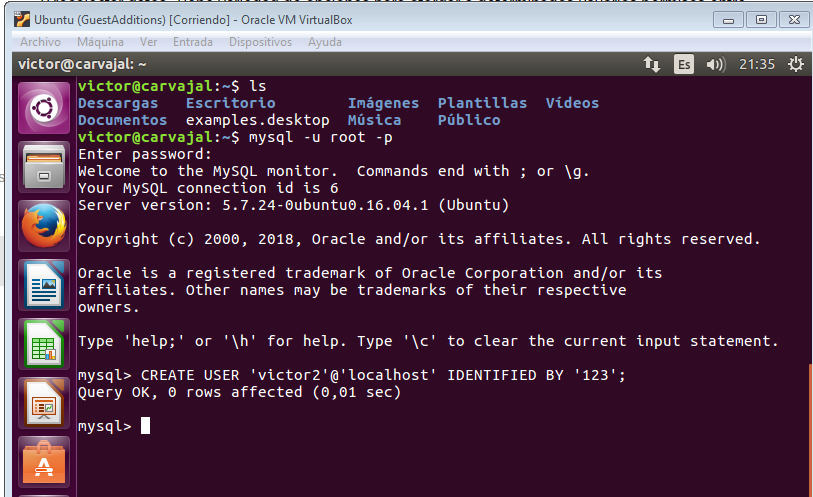 Ubuntu (GuestAdditions) [Corriendo] - Oracle VM VirtualBox
Archivo Máquina Ver Entrada Dispositivos Ayuda
victor@carvajal: ~ Es 21:35
victor@carvajal:~$ ls
Descargas Escritorio Imágenes Plantillas Vídeos
Documentos examples.desktop Música Público
victor@carvajal:~$ mysql -u root -p
Enter password:
Welcome to the MySQL monitor. Commands end with ; or \g.
Your MySQL connection id is 6
Server version: 5.7.24-0ubuntu0.16.04.1 (Ubuntu)
Copyright (c) 2000, 2018, Oracle and/or its affiliates. All rights reserved.
Oracle is a registered trademark of Oracle Corporation and/or its
affiliates. Other names may be trademarks of their respective
owners.
Type 'help;' or '\h' for help. Type '\c' to clear the current input statement.
mysql> CREATE USER 'victor2'@'localhost' IDENTIFIED BY '123';
Query OK, 0 rows affected (0,01 sec)
mysql>